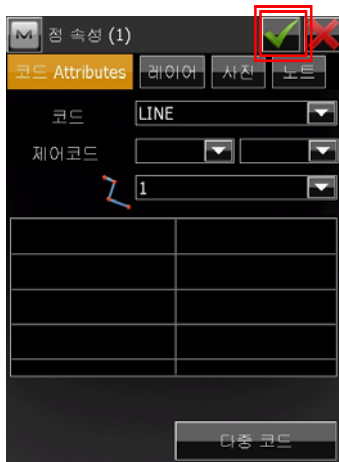 M 점 속성 (1)
코드 Attributes 레이어 사진 노트
코드 LINE
제어코드
1
다중 코드